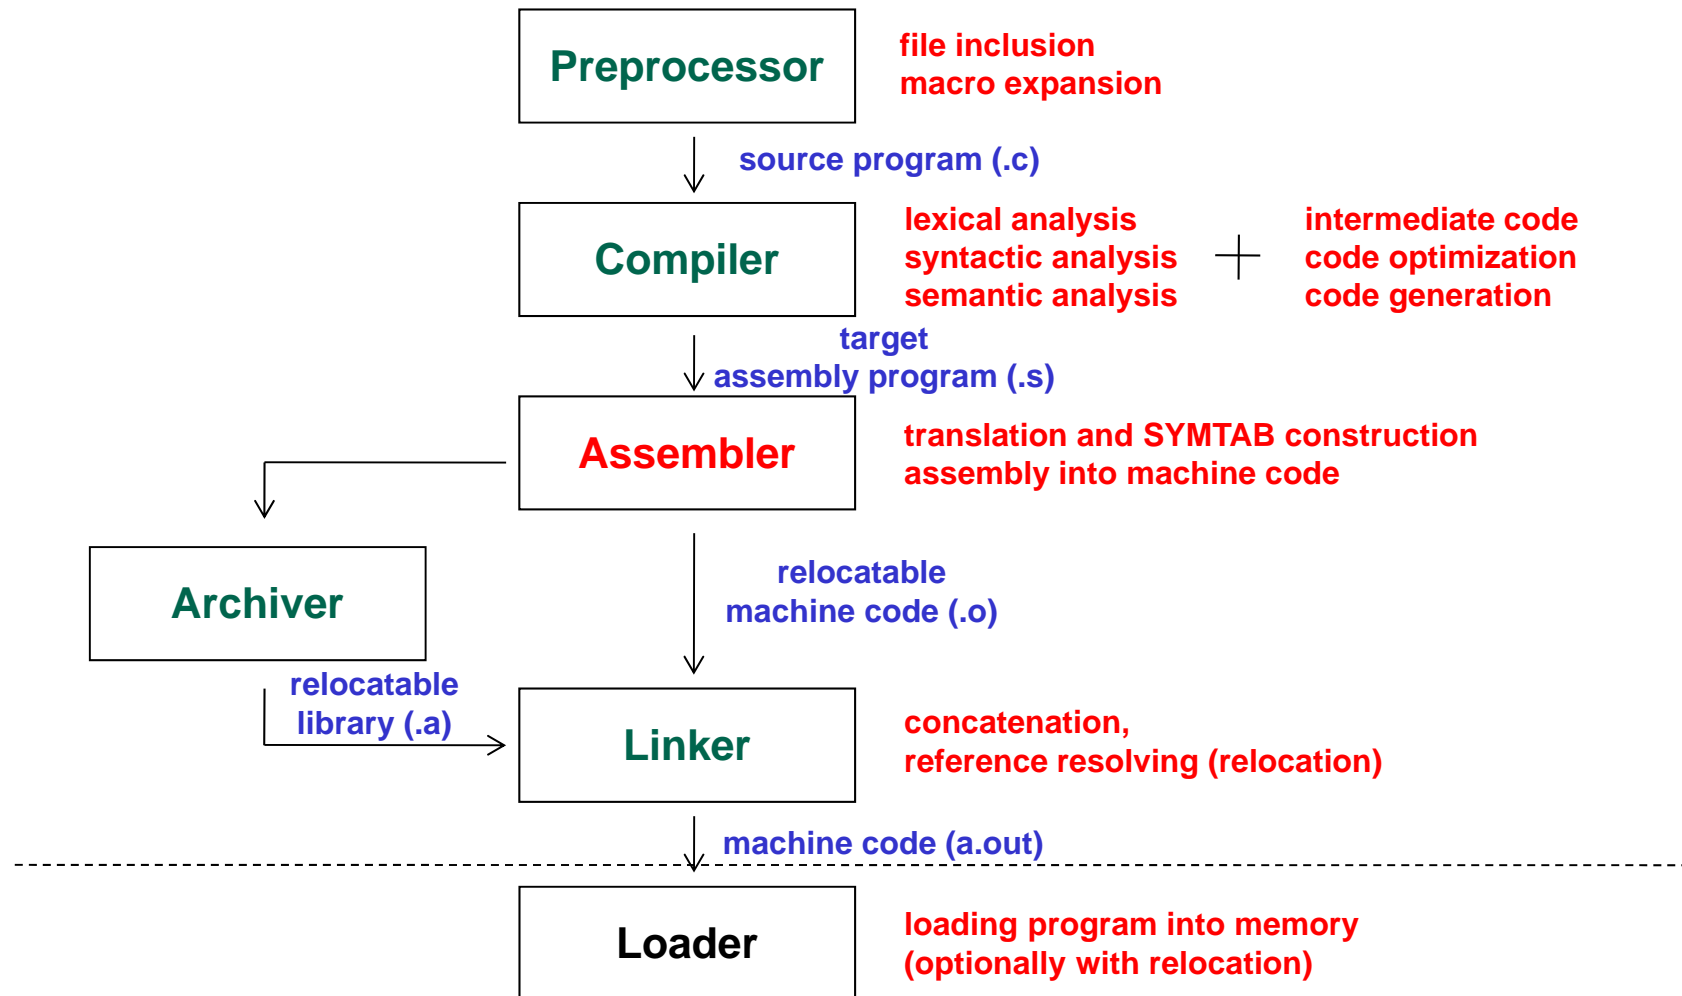 Preprocessor
file inclusion
macro expansion
source program (.c)
Compiler
lexical analysis
syntactic analysis
semantic analysis
intermediate code
code optimization
code generation
target
assembly program (.s)
Assembler
translation and SYMTAB construction
assembly into machine code
Archiver
relocatable
machine code (.o)
relocatable
library (.a)
Linker
concatenation,
reference resolving (relocation)
machine code (a.out)
Loader
loading program into memory
(optionally with relocation)